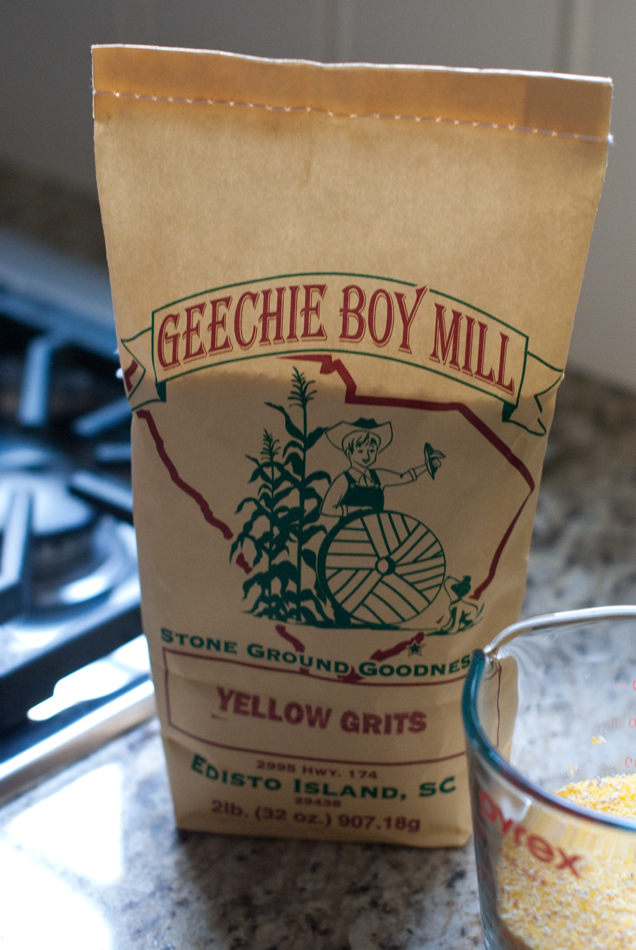 GEECHIE BOY MILL
STONE GROUND GOODNES
YELLOW GRITS
2995 HWY. 174
EDISTO ISLAND, SC
29438
2lb. (32 oz.) 907.18g
pyrex